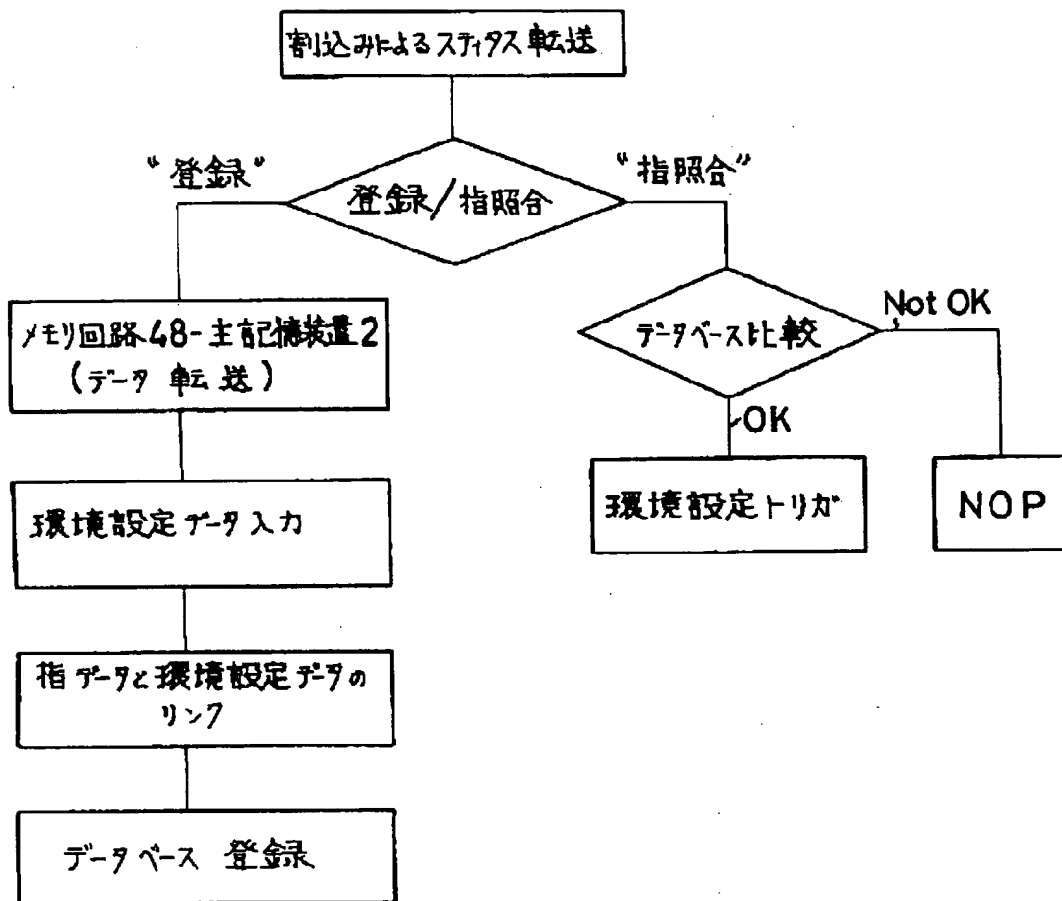 割込みによるスティタス転送
"登録"
"指照合"
登録/指照合
メモリ回路48-主記憶装置2
(データ転送)
データベース比較
Not OK
OK
環境設定データ入力
環境設定トリガ
NOP
指データと環境設定データの
リンク
データベース 登録